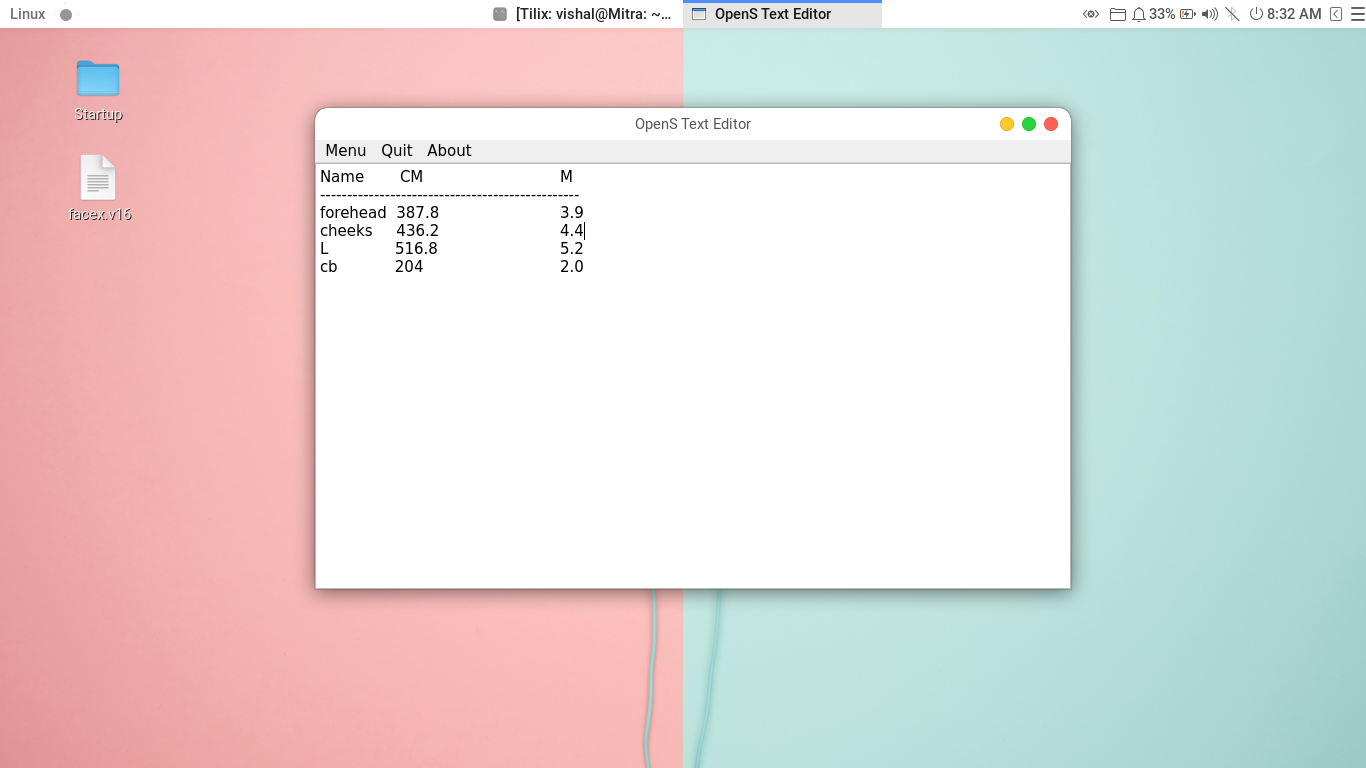 Linux
[Tilix: vishal@Mitra: ~...
OpenS Text Editor
33%
8:32 AM
Startup
facex.v16
OpenS Text Editor
Menu Quit About
Name CM M
-------------------------------------------------
forehead 387.8 3.9
cheeks 436.2 4.4
L 516.8 5.2
cb 204 2.0